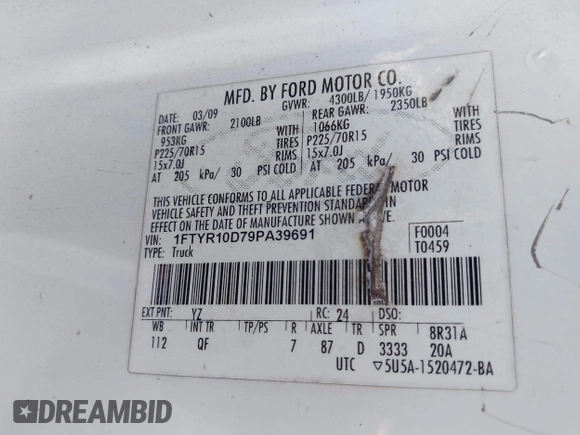 MFD. BY FORD MOTOR CO.
DATE: 03/09 GVWR: 4300LB/ 1950KG
FRONT GAWR: 2100LB REAR GAWR: 2350LB
953KG WITH 1066KG WITH
P225/70R15 TIRES P225/70R15 TIRES
15x7.0J RIMS 15x7.0J RIMS
AT 205 kPa/ 30 PSI COLD AT 205 kPa/ 30 PSI COLD
THIS VEHICLE CONFORMS TO ALL APPLICABLE FEDERAL MOTOR
VEHICLE SAFETY AND THEFT PREVENTION STANDARDS IN
EFFECT ON THE DATE OF MANUFACTURE SHOWN ABOVE.
VIN: 1FTYR10D79PA39691 F0004
TYPE: Truck T0459
EXT PNT: YZ RC: 24 DSO:
WB INT TR TP/PS R AXLE TR SPR 8R31A
112 QF 7 87 D 3333 20A
UTC ▽5U5A-1520472-BA
DREAMBID